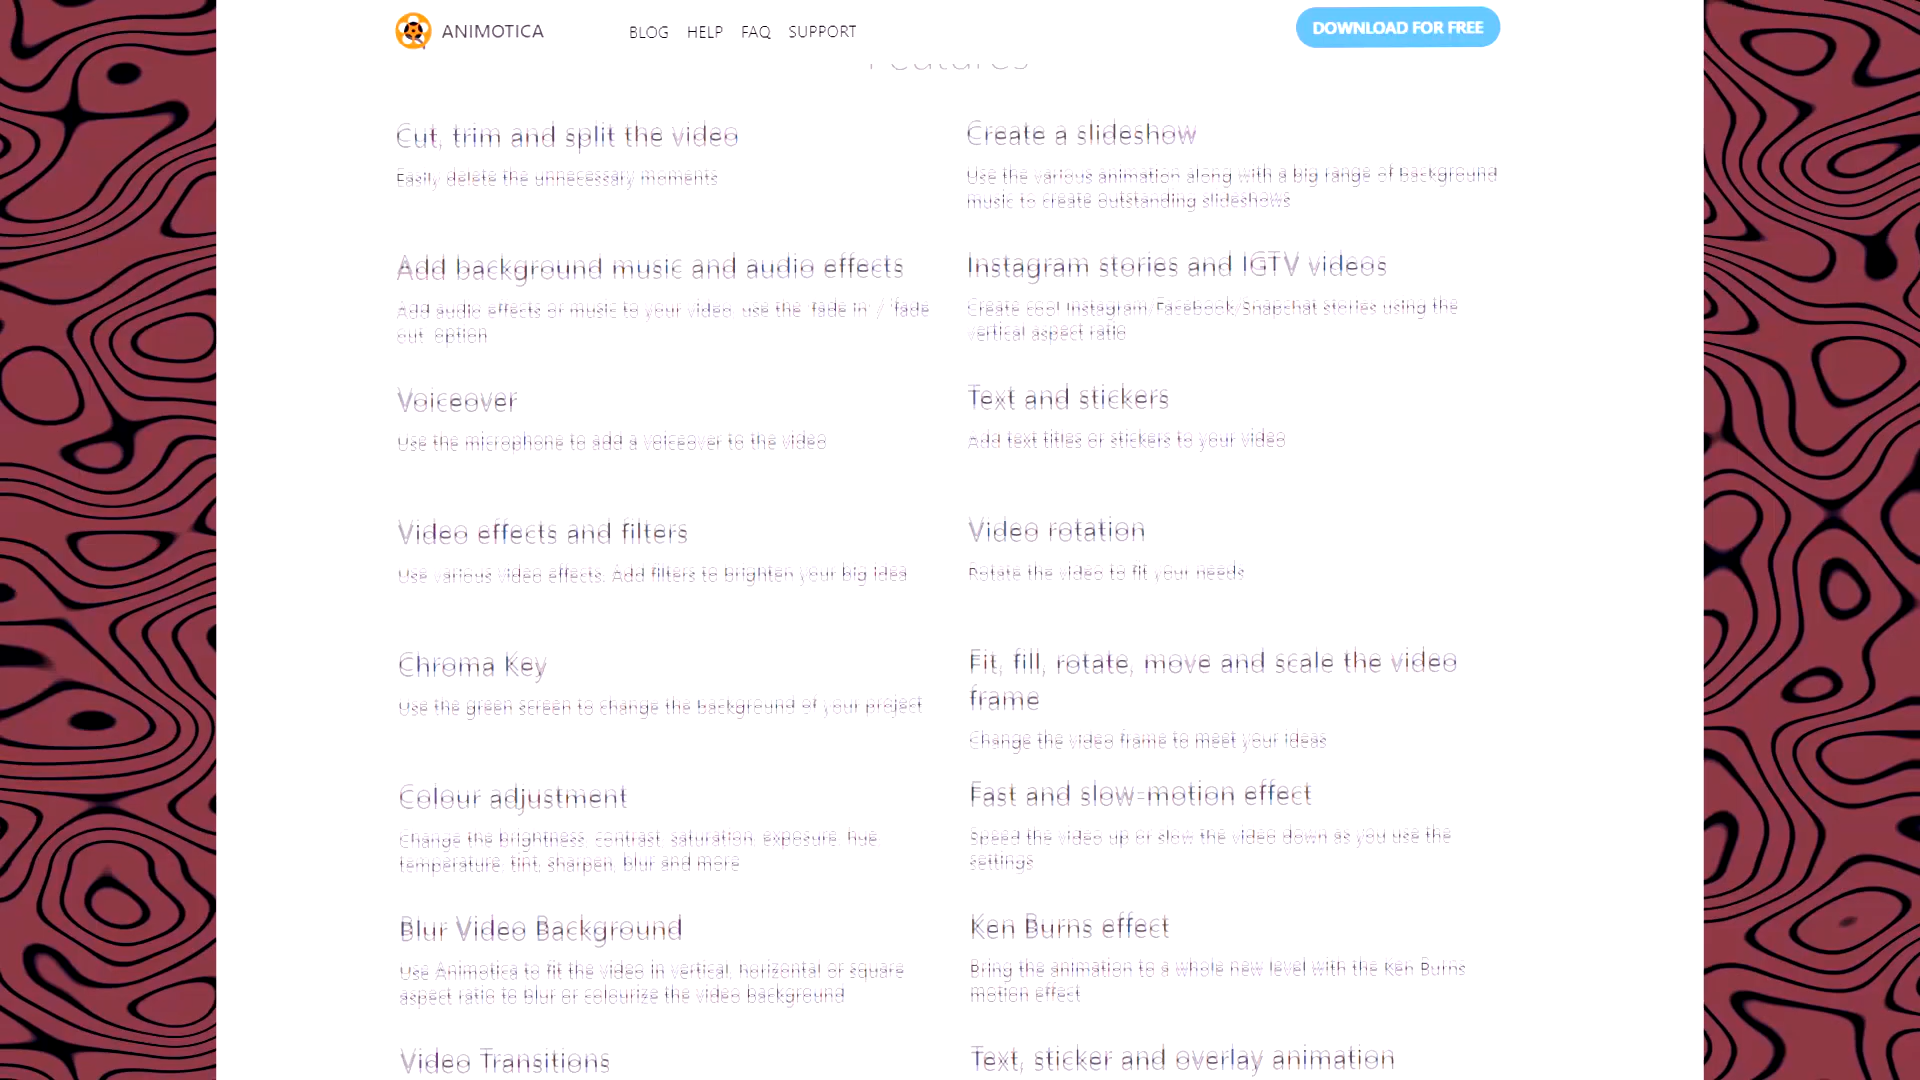 ANIMOTICA
BLOG HELP FAQ SUPPORT
DOWNLOAD FOR FREE
Features
Cut, trim and split the video
Easily delete the unnecessary moments
Create a slideshow
Use the various animation along with a big range of background
music to create outstanding slideshows
Add background music and audio effects
Add audio effects or music to your video, use the 'fade in' / 'fade
out' option
Instagram stories and IGTV videos
Create cool Instagram/Facebook/Snapchat stories using the
vertical aspect ratio
Voiceover
Use the microphone to add a voiceover to the video
Text and stickers
Add text titles or stickers to your video
Video effects and filters
Use various video effects. Add filters to brighten your big idea
Video rotation
Rotate the video to fit your needs
Chroma Key
Use the green screen to change the background of your project
Fit, fill, rotate, move and scale the video
frame
Change the video frame to meet your ideas
Colour adjustment
Change the brightness, contrast, saturation, exposure, hue,
temperature, tint, sharpen, blur and more
Fast and slow-motion effect
Speed the video up or slow the video down as you use the
settings
Blur Video Background
Use Animotica to fit the video in vertical, horizontal or square
aspect ratio to blur or colourize the video background
Ken Burns effect
Bring the animation to a whole new level with the Ken Burns
motion effect
Video Transitions
Text, sticker and overlay animation